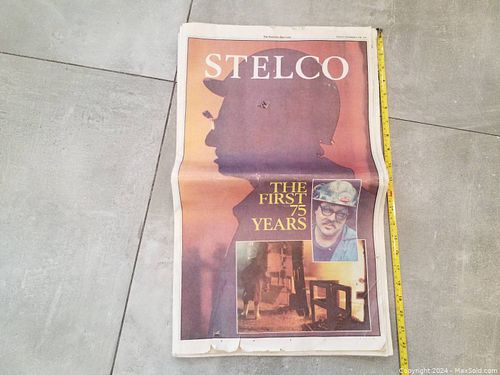 STELCO
THE
FIRST
75
YEARS
Copyright 2024 - MaxSold.com